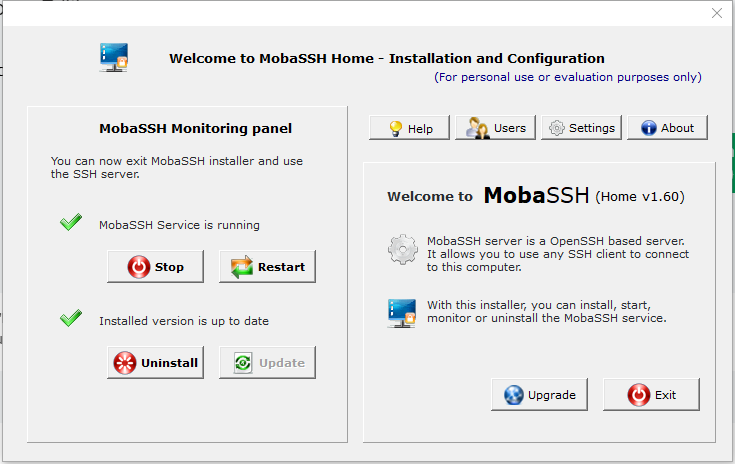 Welcome to MobaSSH Home - Installation and Configuration
(For personal use or evaluation purposes only)
MobaSSH Monitoring panel
You can now exit MobaSSH installer and use
the SSH server.
MobaSSH Service is running
Stop
Restart
Installed version is up to date
Uninstall
Update
Help
Users
Settings
About
Welcome to MobaSSH (Home v1.60)
MobaSSH server is a OpenSSH based server.
It allows you to use any SSH client to connect
to this computer.
With this installer, you can install, start,
monitor or uninstall the MobaSSH service.
Upgrade
Exit